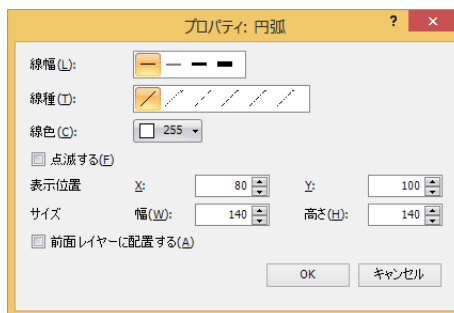 プロパティ: 円弧 ? ×
線幅(L):
線種(T):
線色(C): 255
点滅する(F)
表示位置 X: 80 Y: 100
サイズ 幅(W): 140 高さ(H): 140
前面レイヤーに配置する(A)
OK キャンセル